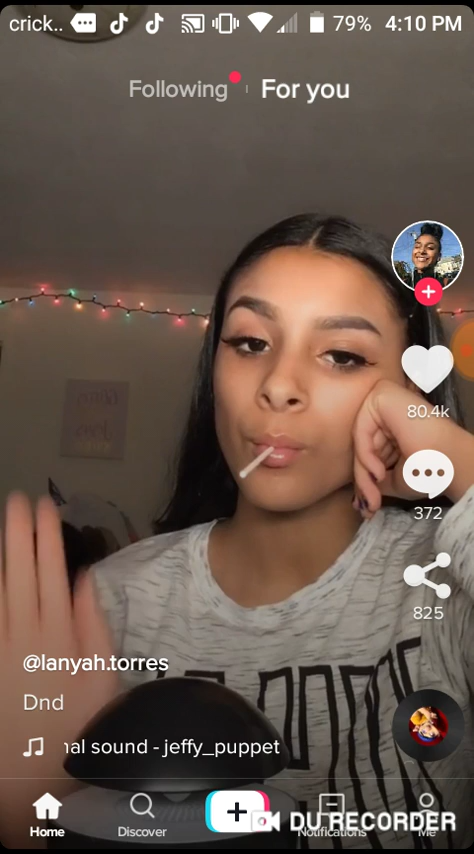 crick.. 79% 4:10 PM
Following For you
80.4k
372
825
@lanyah.torres
Dnd
nal sound - jeffy_puppet
Home Discover Notifications Me
DU RECORDER